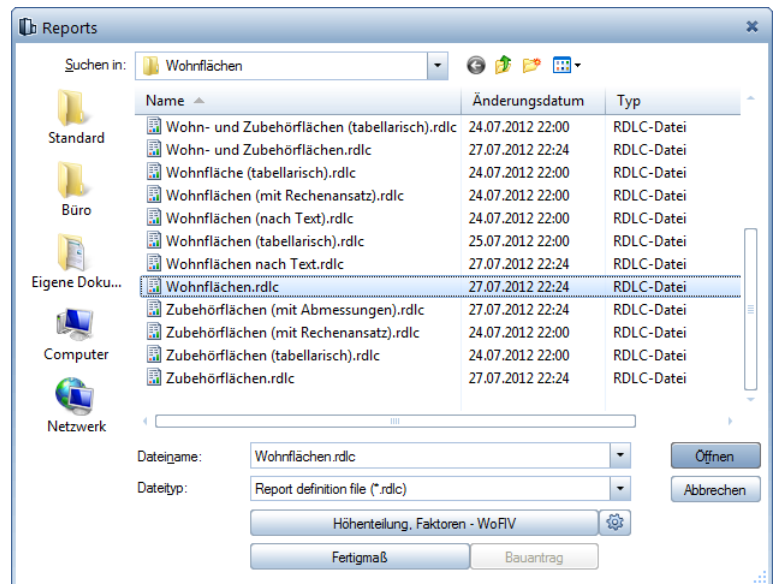 Reports
Suchen in: Wohnflächen
Name Änderungsdatum Typ
Standard
Büro
Eigene Doku...
Computer
Netzwerk
Wohn- und Zubehörflächen (tabellarisch).rdlc 24.07.2012 22:00 RDLC-Datei
Wohn- und Zubehörflächen.rdlc 27.07.2012 22:24 RDLC-Datei
Wohnfläche (tabellarisch).rdlc 24.07.2012 22:00 RDLC-Datei
Wohnflächen (mit Rechenansatz).rdlc 24.07.2012 22:00 RDLC-Datei
Wohnflächen (nach Text).rdlc 24.07.2012 22:00 RDLC-Datei
Wohnflächen (tabellarisch).rdlc 25.07.2012 22:00 RDLC-Datei
Wohnflächen nach Text.rdlc 27.07.2012 22:24 RDLC-Datei
Wohnflächen.rdlc 27.07.2012 22:24 RDLC-Datei
Zubehörflächen (mit Abmessungen).rdlc 27.07.2012 22:24 RDLC-Datei
Zubehörflächen (mit Rechenansatz).rdlc 24.07.2012 22:00 RDLC-Datei
Zubehörflächen (tabellarisch).rdlc 24.07.2012 22:00 RDLC-Datei
Zubehörflächen.rdlc 27.07.2012 22:24 RDLC-Datei
Dateiname: Wohnflächen.rdlc Öffnen
Dateityp: Report definition file (*.rdlc) Abbrechen
Höhenteilung, Faktoren - WoFIV
Fertigmaß Bauantrag